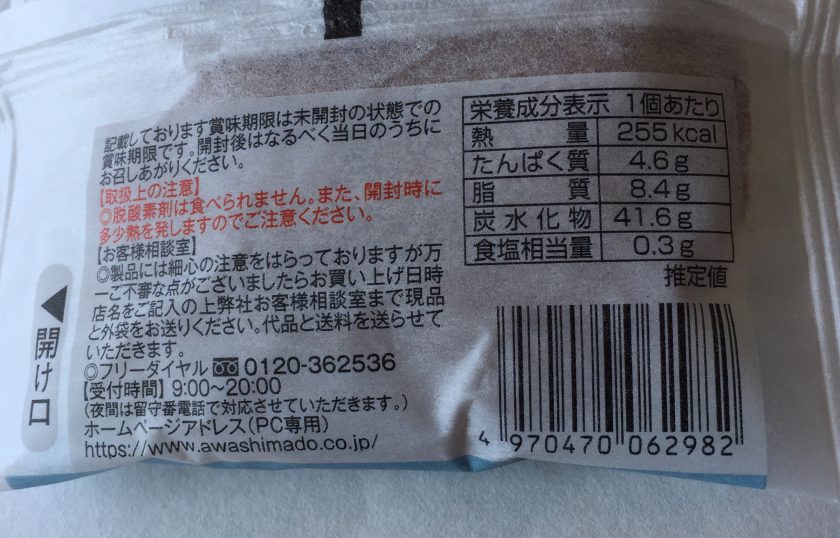 記載しております賞味期限は未開封の状態での
賞味期限です。開封後はなるべく当日のうちに
お召しあがりください。
【取扱上の注意】
◎脱酸素剤は食べられません。また、開封時に
多少熱を発しますのでご注意ください。
【お客様相談室】
◎製品には細心の注意をはらっておりますが万
一ご不審な点がございましたらお買い上げ日時
店名をご記入の上弊社お客様相談室まで現品
と外袋をお送りください。代品と送料を送らせて
いただきます。
◎フリーダイヤル 0120-362536
【受付時間】9:00~20:00
(夜間は留守番電話で対応させていただきます。)
ホームページアドレス(PC専用)
https://www.awashimado.co.jp/
◀開け口
栄養成分表示 1個あたり
熱量 255kcal
たんぱく質 4.6g
脂質 8.4g
炭水化物 41.6g
食塩相当量 0.3g
推定値
4 970470 062982